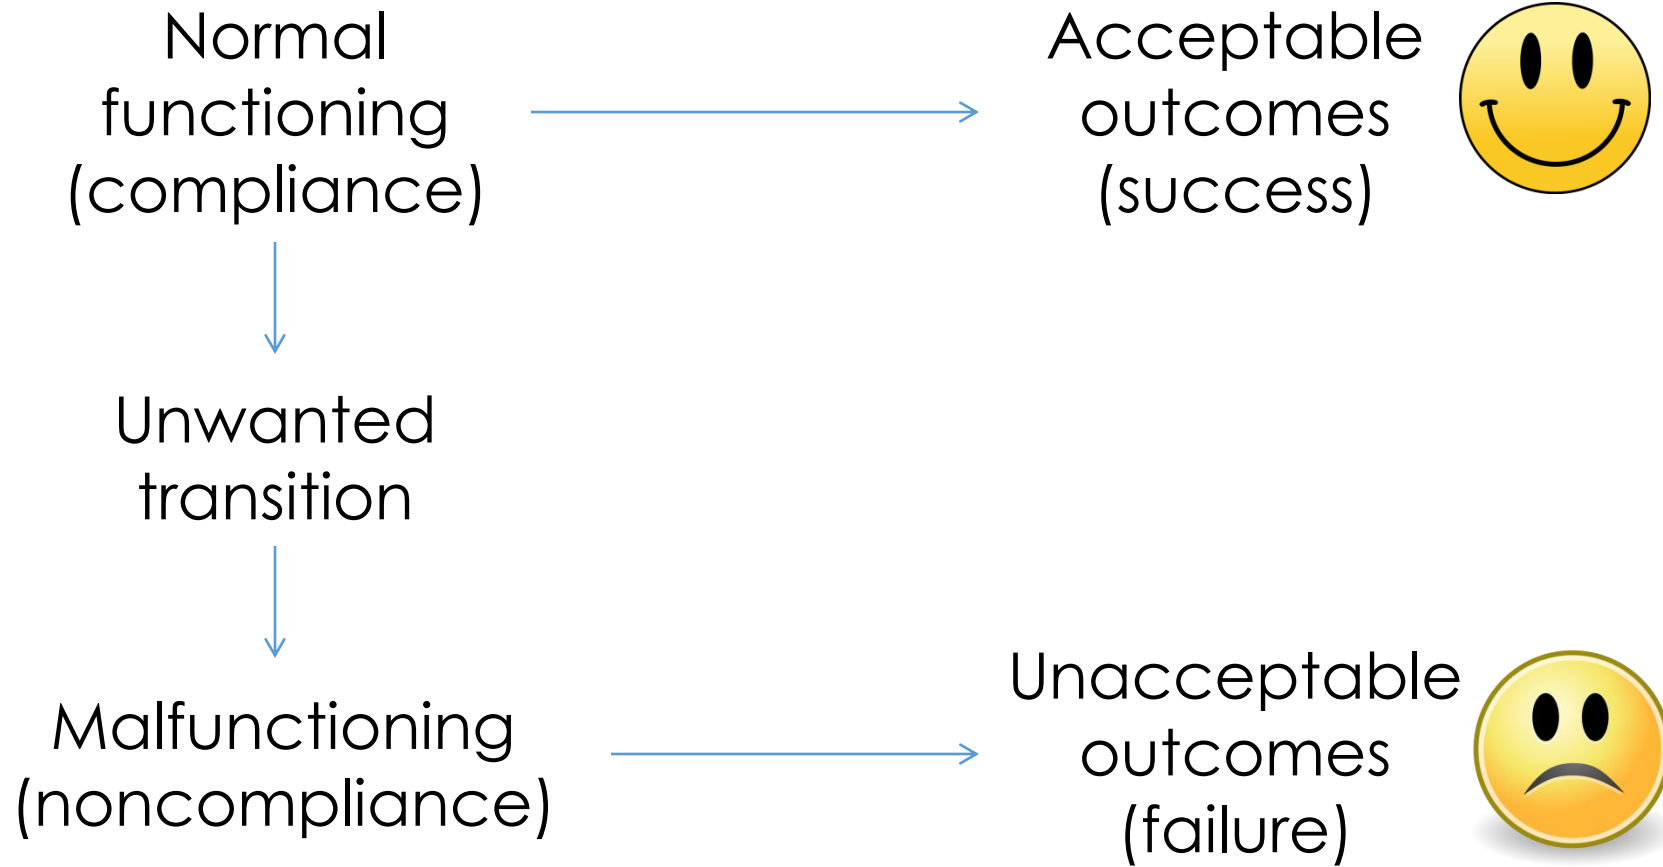 Normal
functioning
(compliance)
Acceptable
outcomes
(success)
Unwanted
transition
Malfunctioning
(noncompliance)
Unacceptable
outcomes
(failure)